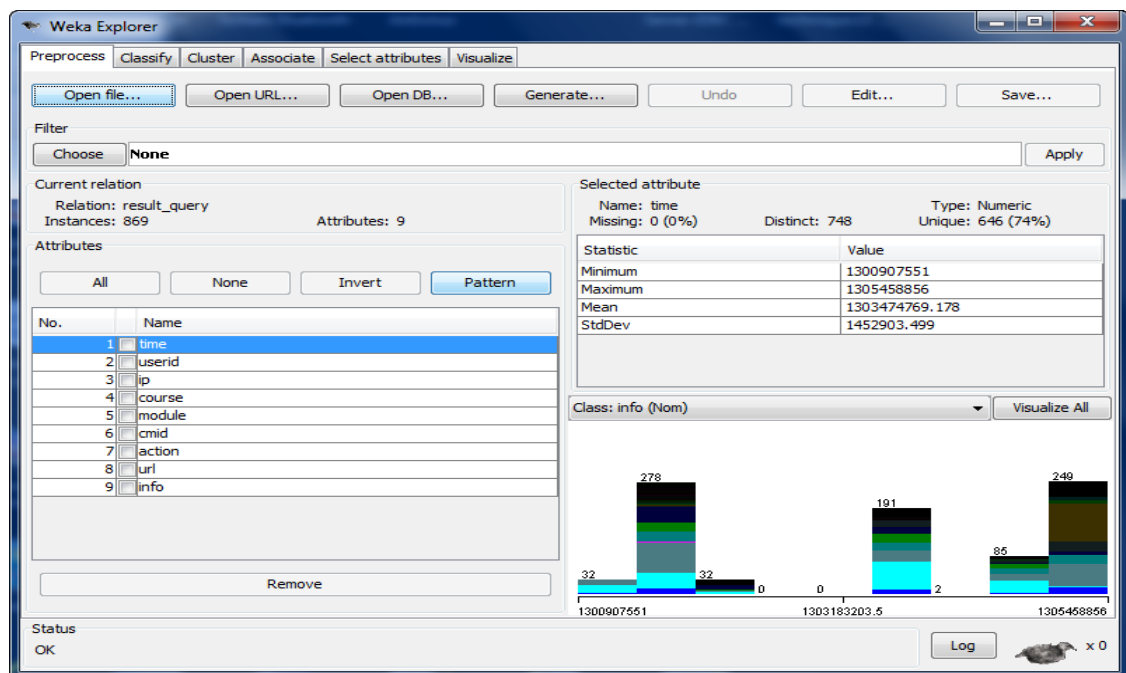 Weka Explorer
Preprocess Classify Cluster Associate Select attributes Visualize
Open file... Open URL... Open DB... Generate... Undo Edit... Save...
Filter
Choose None Apply
Current relation
Relation: result_query
Instances: 869 Attributes: 9
Attributes
All None Invert Pattern
No. Name
1 time
2 userid
3 ip
4 course
5 module
6 cmid
7 action
8 url
9 info
Remove
Selected attribute
Name: time Type: Numeric
Missing: 0 (0%) Distinct: 748 Unique: 646 (74%)
Statistic Value
Minimum 1300907551
Maximum 1305458856
Mean 1303474769.178
StdDev 1452903.499
Class: info (Nom) Visualize All
32 278 32 0 0 191 2 85 249
1300907551 1303183203.5 1305458856
Status
OK Log x 0